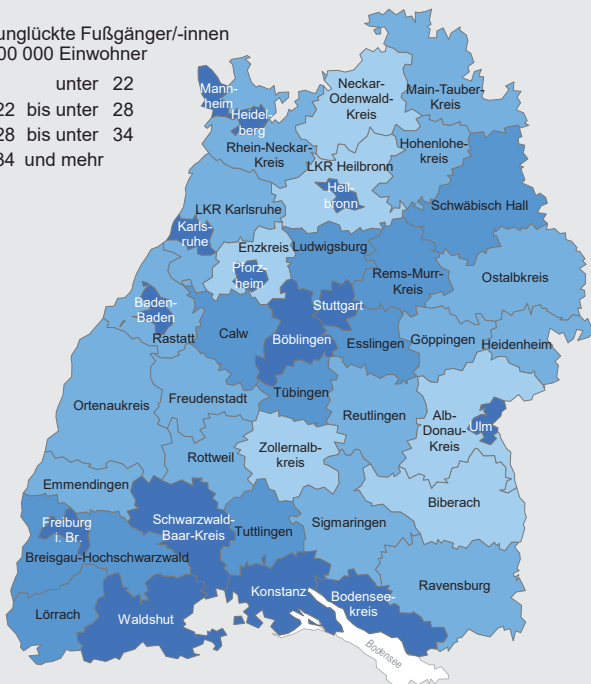 unglückte Fußgänger/-innen
00 000 Einwohner
unter 22
22 bis unter 28
28 bis unter 34
34 und mehr
Mann-
heim
Heidel-
berg
Neckar-
Odenwald-
Kreis
Main-Tauber-
Kreis
Rhein-Neckar-
Kreis
Hohenlohe-
kreis
LKR Heilbronn
Heil-
bronn
Schwäbisch Hall
LKR Karlsruhe
Karls-
ruhe
Enzkreis
Ludwigsburg
Pforz-
heim
Rems-Murr-
Kreis
Ostalbkreis
Baden-
Baden
Rastatt
Stuttgart
Calw
Böblingen
Esslingen
Göppingen
Heidenheim
Ortenaukreis
Freudenstadt
Tübingen
Reutlingen
Alb-
Donau-
Kreis
Ulm
Rottweil
Zollernalb-
kreis
Emmendingen
Biberach
Freiburg
i. Br.
Schwarzwald-
Baar-Kreis
Tuttlingen
Sigmaringen
Breisgau-Hochschwarzwald
Ravensburg
Lörrach
Waldshut
Konstanz
Bodensee-
kreis
Bodensee